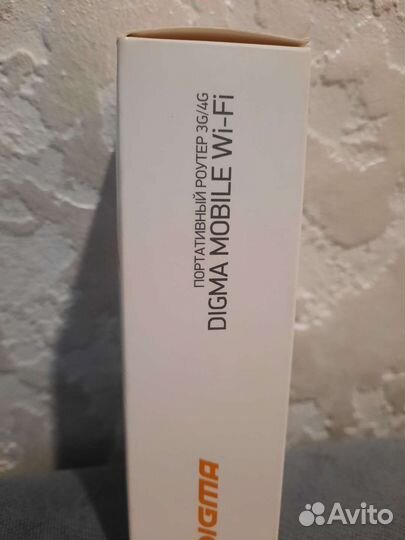 ПОРТАТИВНЫЙ РОУТЕР 3G/4G
DIGMA MOBILE Wi-Fi
DIGMA
Avito